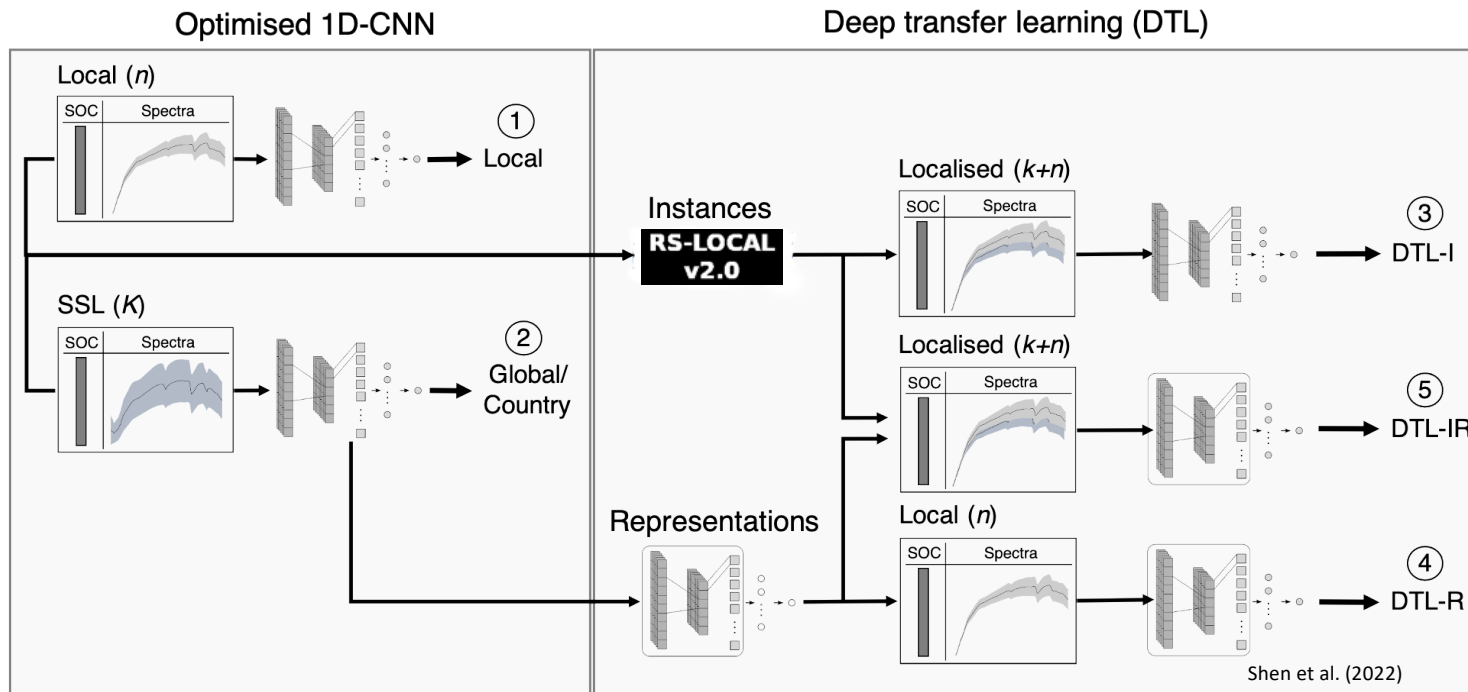 Optimised 1D-CNN
Local (n)
SOC Spectra
1
Local
SSL (K)
SOC Spectra
2
Global/
Country
Deep transfer learning (DTL)
Instances
RS-LOCAL
v2.0
Representations
Localised (k+n)
SOC Spectra
3
DTL-I
Localised (k+n)
SOC Spectra
5
DTL-IR
Local (n)
SOC Spectra
4
DTL-R
Shen et al. (2022)